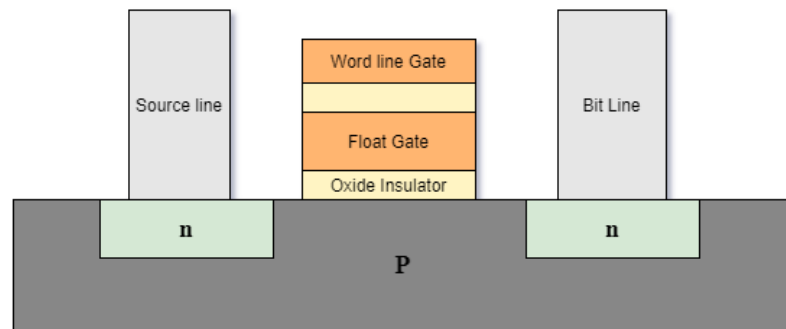 Word line Gate
Source line
Bit Line
Float Gate
Oxide Insulator
n
n
P